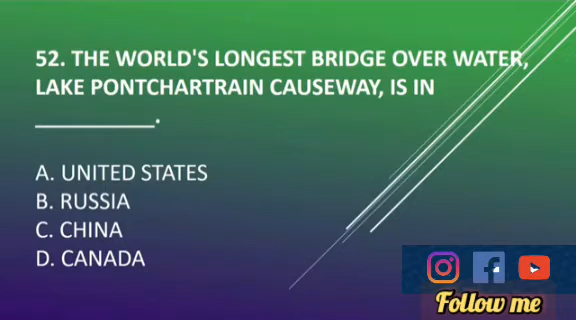 52. THE WORLD'S LONGEST BRIDGE OVER WATER,
LAKE PONTCHARTRAIN CAUSEWAY, IS IN
____________.
A. UNITED STATES
B. RUSSIA
C. CHINA
D. CANADA
Follow me